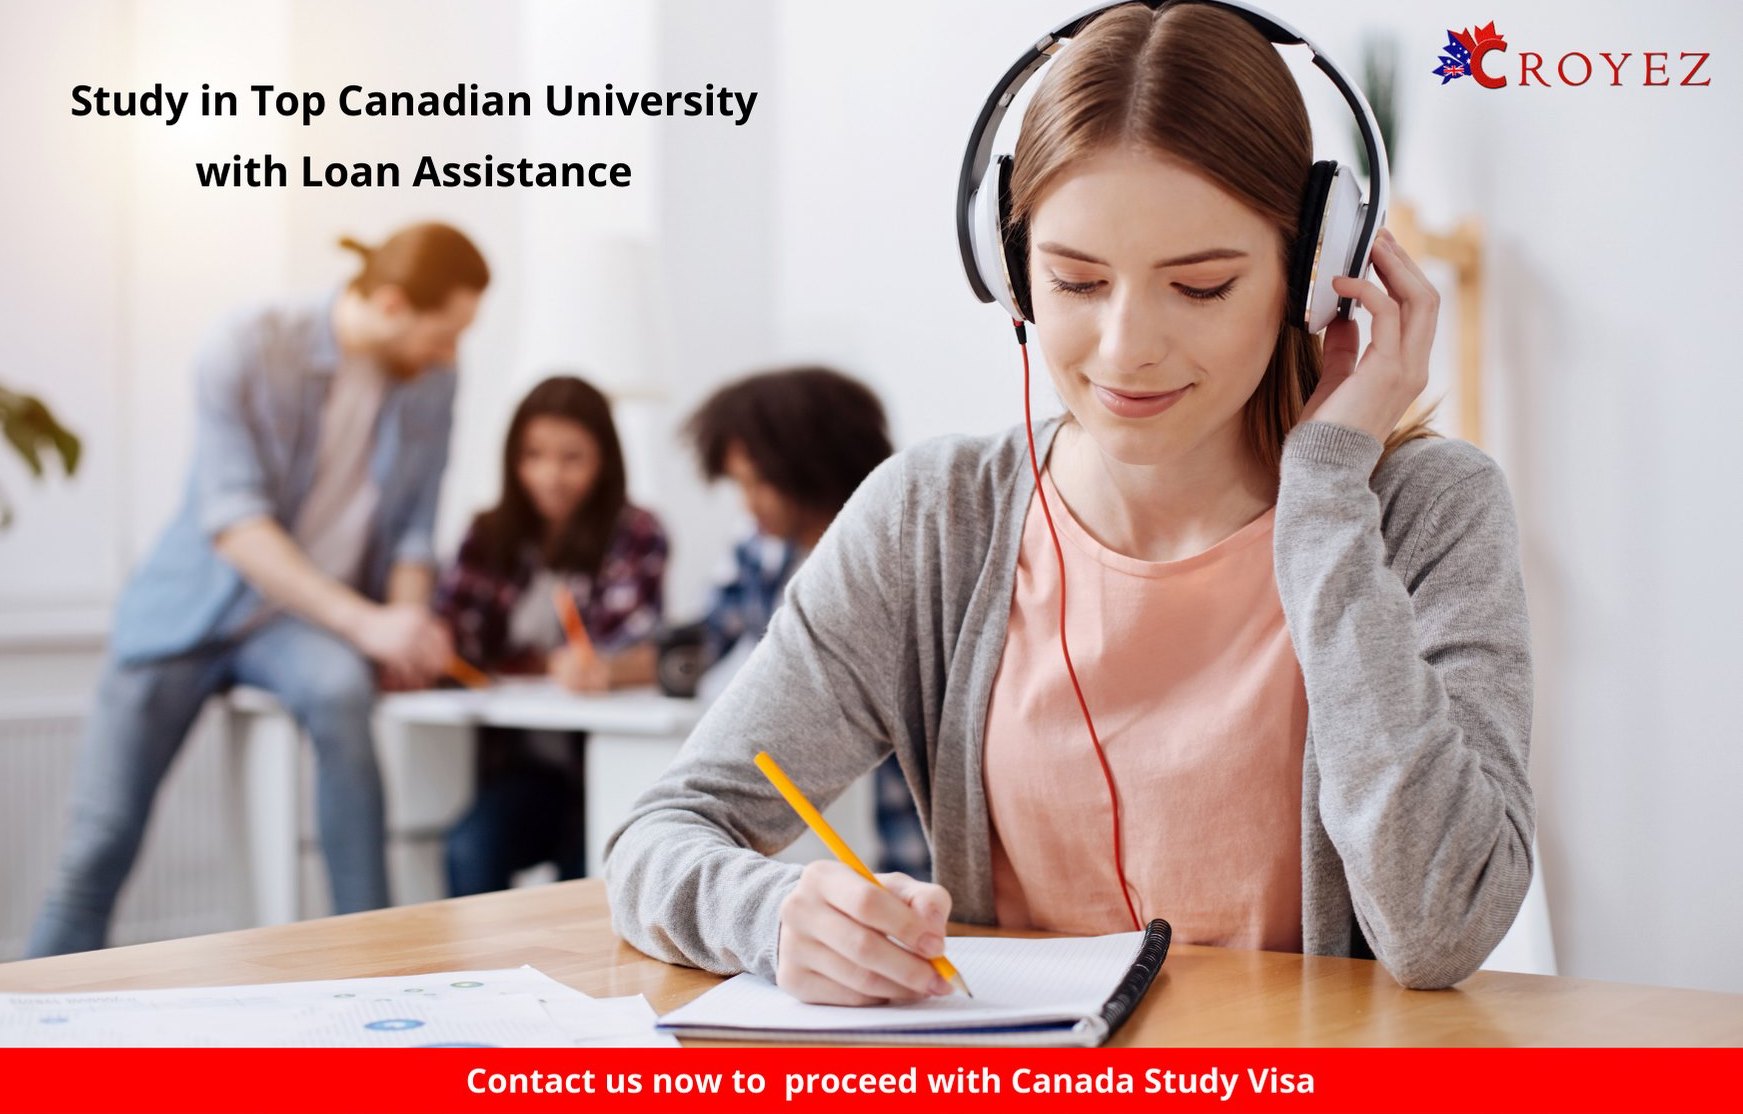 CROYEZ
Study in Top Canadian University
with Loan Assistance
Contact us now to  proceed with Canada Study Visa